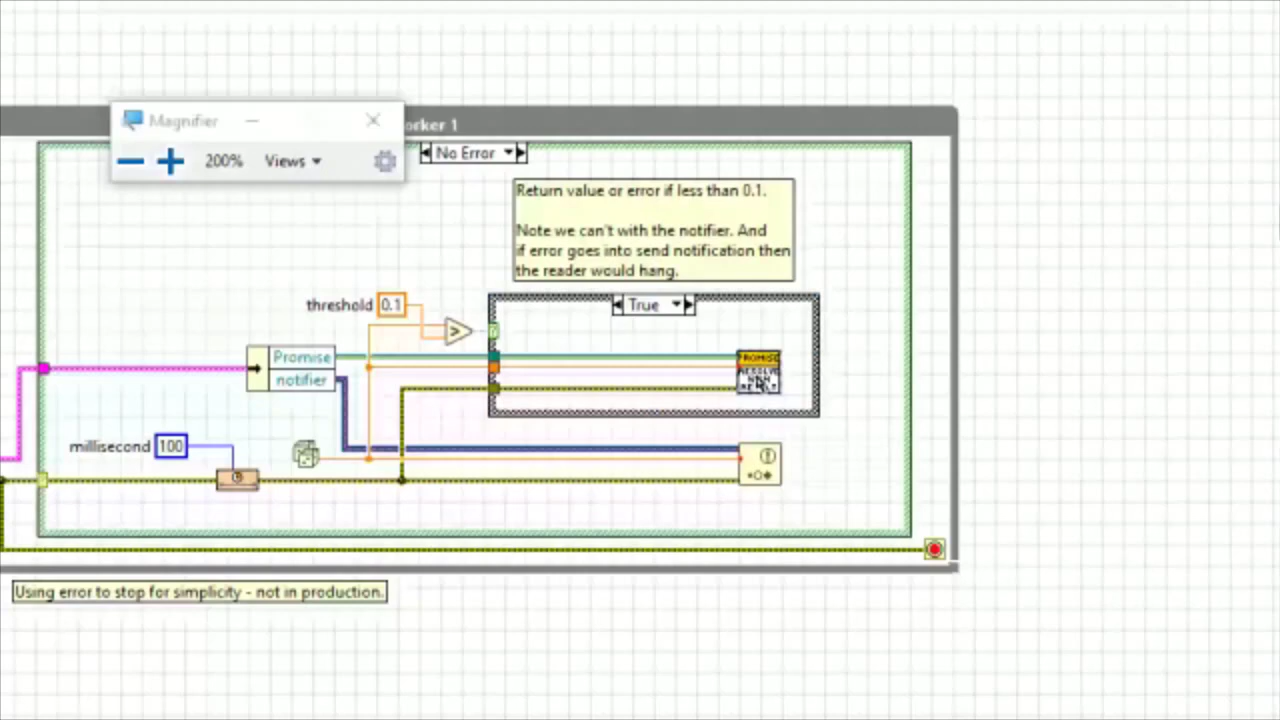 Magnifier
orker 1
200%
Views
No Error
Return value or error if less than 0.1.
Note we can't with the notifier. And
if error goes into send notification then
the reader would hang.
threshold
0.1
True
Promise
notifier
PROMISE
RESOLVE
millisecond
100
Using error to stop for simplicity - not in production.